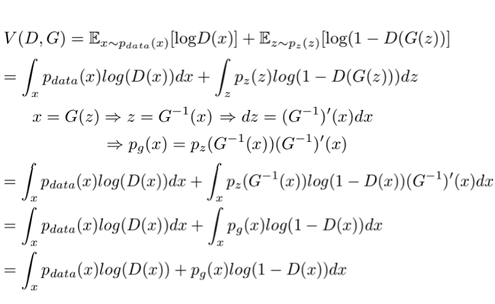 V(D, G) = 𝔼_{x∼p_{data}(x)}[logD(x)] + 𝔼_{z∼p_z(z)}[log(1 − D(G(z))]
= ∫_x p_{data}(x)log(D(x))dx + ∫_z p_z(z)log(1 − D(G(z)))dz
x = G(z) ⇒ z = G^{−1}(x) ⇒ dz = (G^{−1})′(x)dx
⇒ p_g(x) = p_z(G^{−1}(x))(G^{−1})′(x)
= ∫_x p_{data}(x)log(D(x))dx + ∫_x p_z(G^{−1}(x))log(1 − D(x))(G^{−1})′(x)dx
= ∫_x p_{data}(x)log(D(x))dx + ∫_x p_g(x)log(1 − D(x))dx
= ∫_x p_{data}(x)log(D(x)) + p_g(x)log(1 − D(x))dx